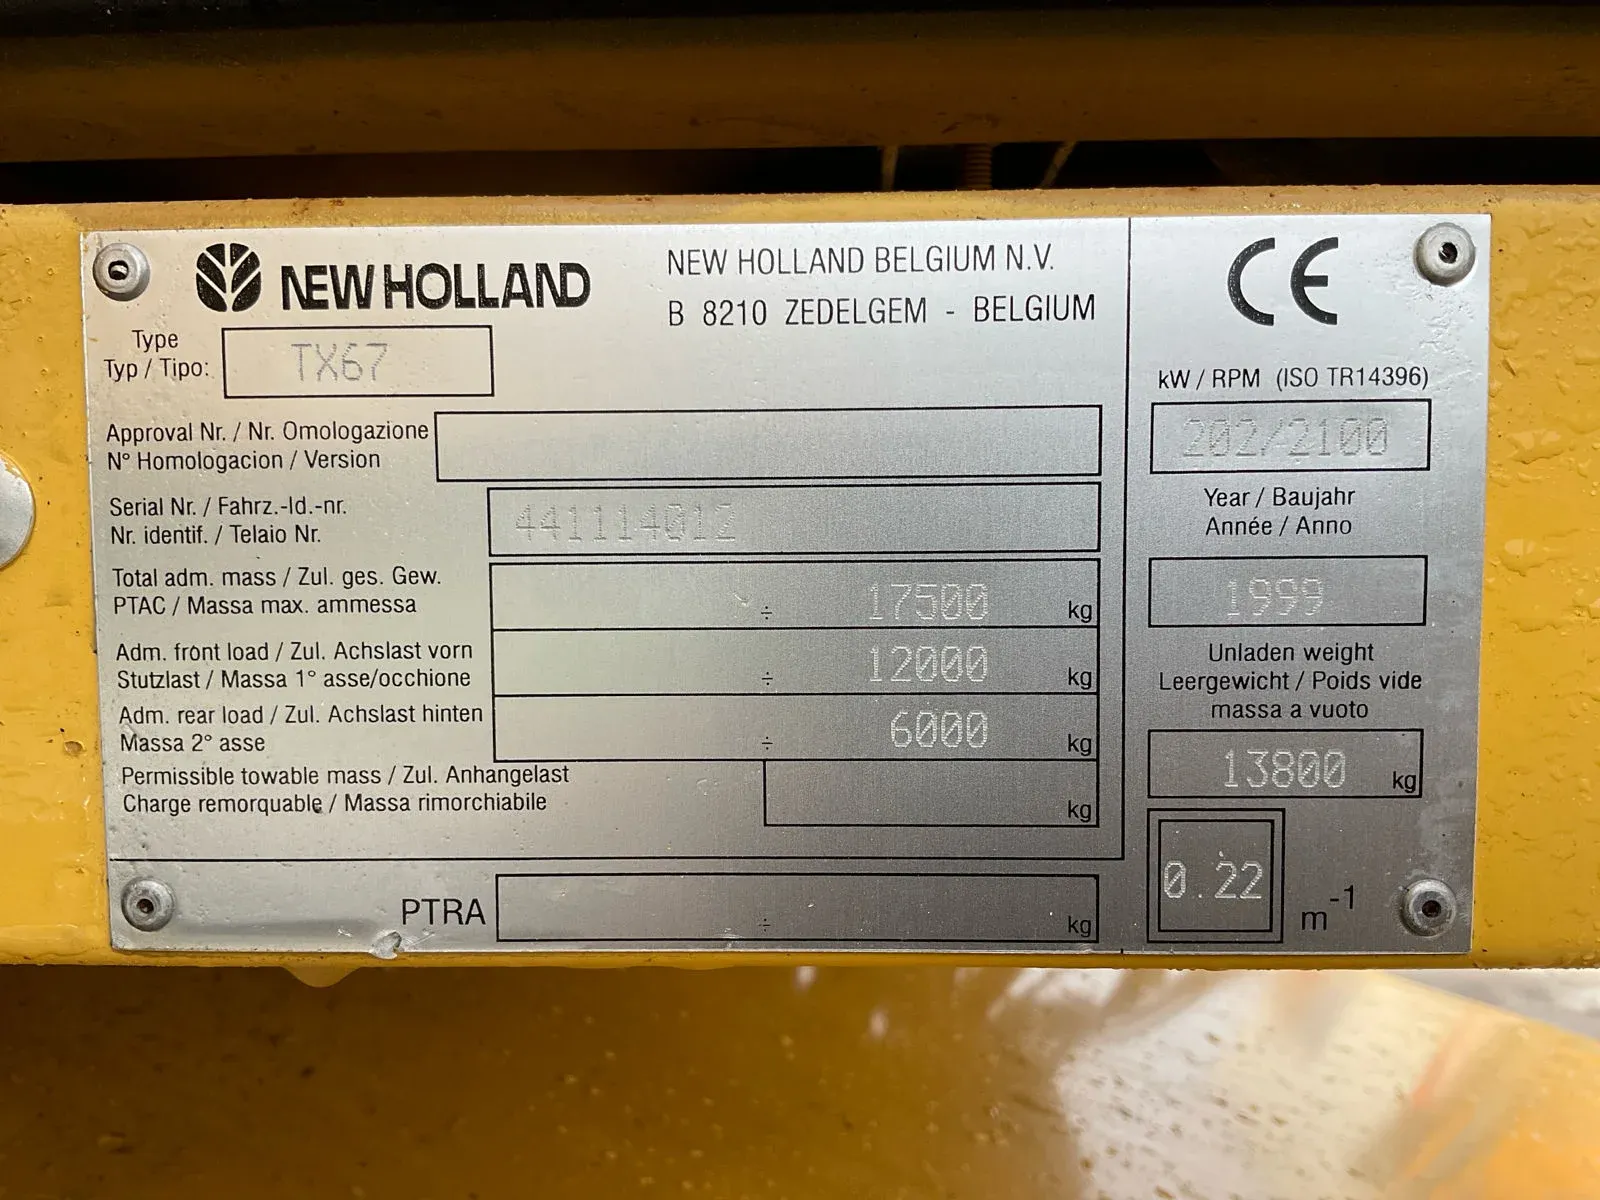 NEW HOLLAND
NEW HOLLAND BELGIUM N.V.
B 8210 ZEDELGEM - BELGIUM
Type
Typ / Tipo:
TX67
Approval Nr. / Nr. Omologazione
N° Homologacion / Version
Serial Nr. / Fahrz.-Id.-nr.
Nr. identif. / Telaio Nr.
441114012
Total adm. mass / Zul. ges. Gew.
PTAC / Massa max. ammessa
÷ 17500 kg
Adm. front load / Zul. Achslast vorn
Stutzlast / Massa 1° asse/occhione
÷ 12000 kg
Adm. rear load / Zul. Achslast hinten
Massa 2° asse
÷ 6000 kg
Permissible towable mass / Zul. Anhangelast
Charge remorquable / Massa rimorchiabile
kg
PTRA
÷ kg
CE
kW / RPM (ISO TR14396)
202/2100
Year / Baujahr
Année / Anno
1999
Unladen weight
Leergewicht / Poids vide
massa a vuoto
13800 kg
0.22 m-1